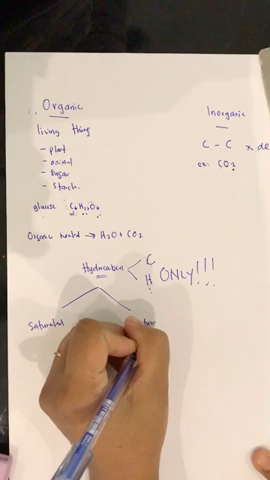 Organic
living thing
- plant
- animal
- sugar
- starch.
glucose : C6H12O6
Organic heated → H2O + CO2
Inorganic
C - C x de
ex: CO2
Hydrocarbon
C
H
ONLY!!!
Saturated